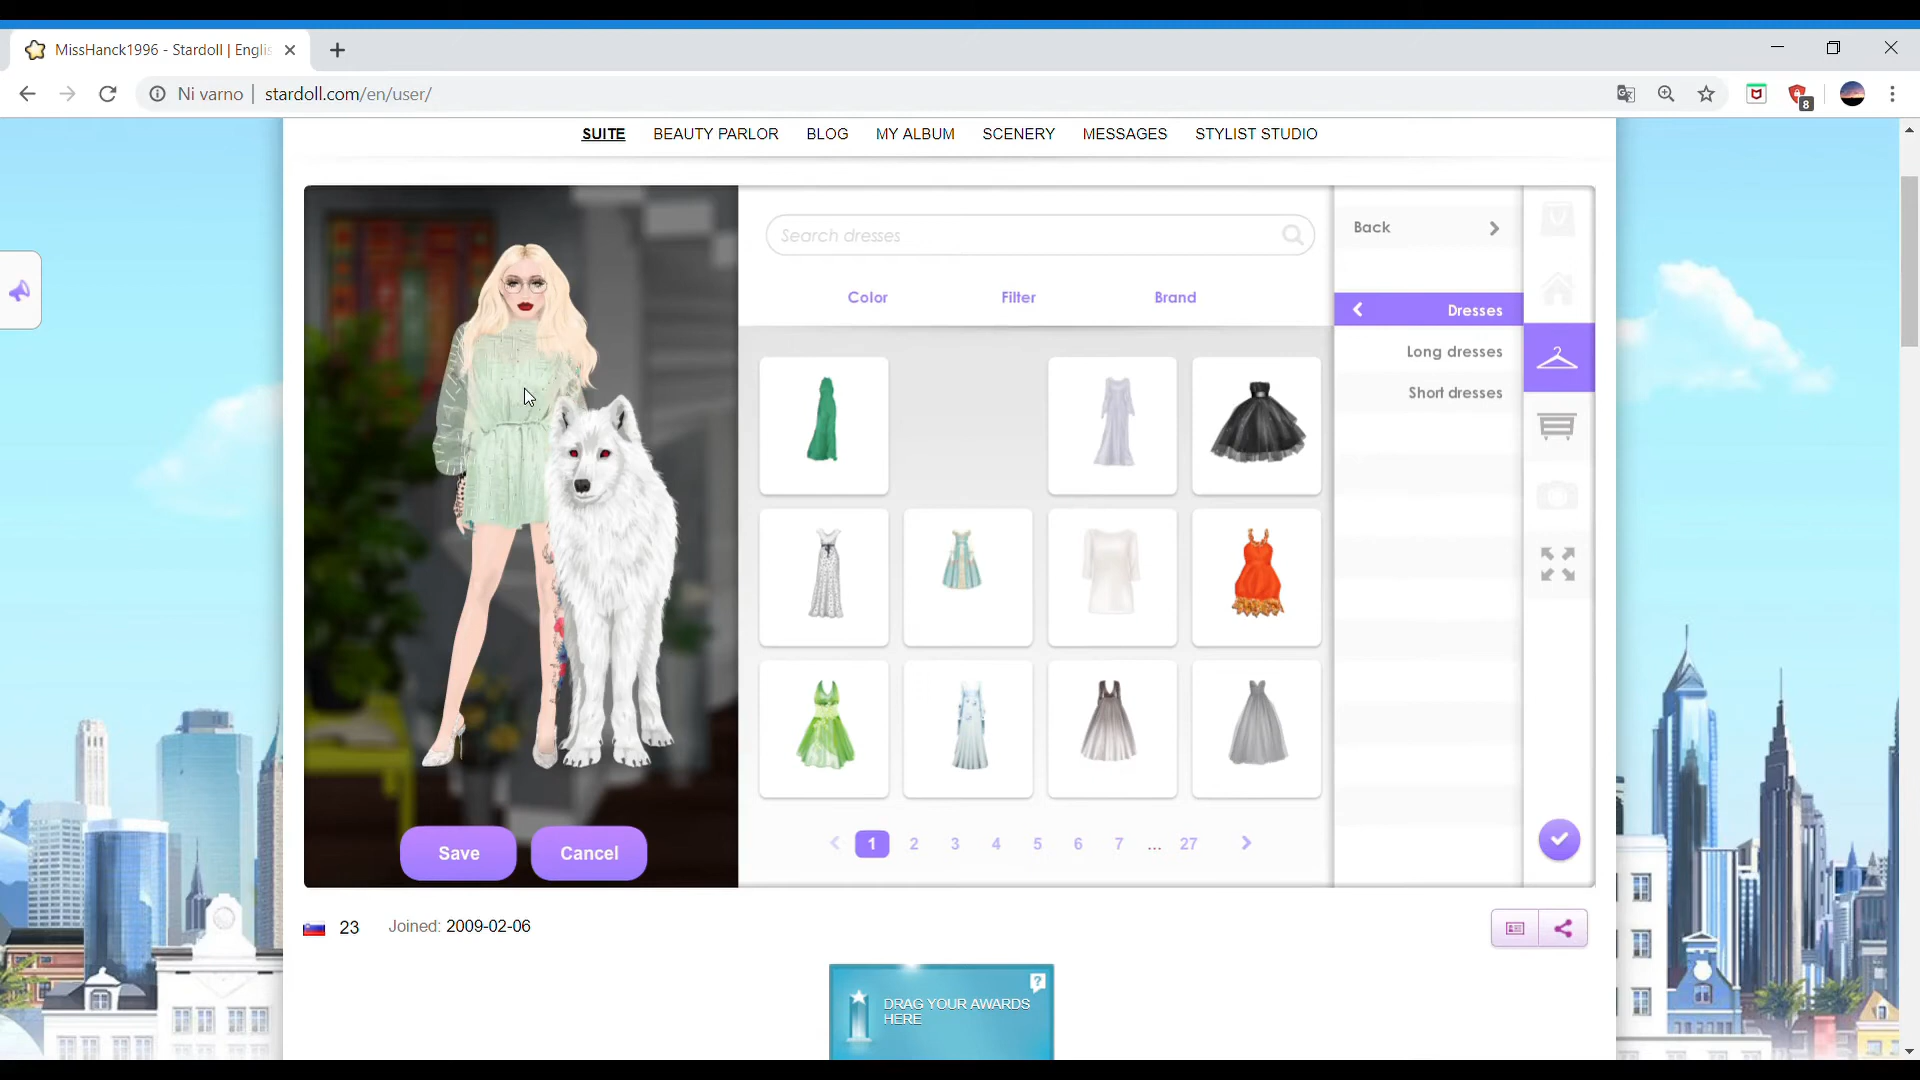 MissHanck1996 - Stardoll | Englis
Ni varno | stardoll.com/en/user/
8
SUITE BEAUTY PARLOR BLOG MY ALBUM SCENERY MESSAGES STYLIST STUDIO
Search dresses
Back
Color Filter Brand
Dresses
Long dresses
Short dresses
Save Cancel
1 2 3 4 5 6 7 ... 27
23 Joined: 2009-02-06
?
DRAG YOUR AWARDS
HERE